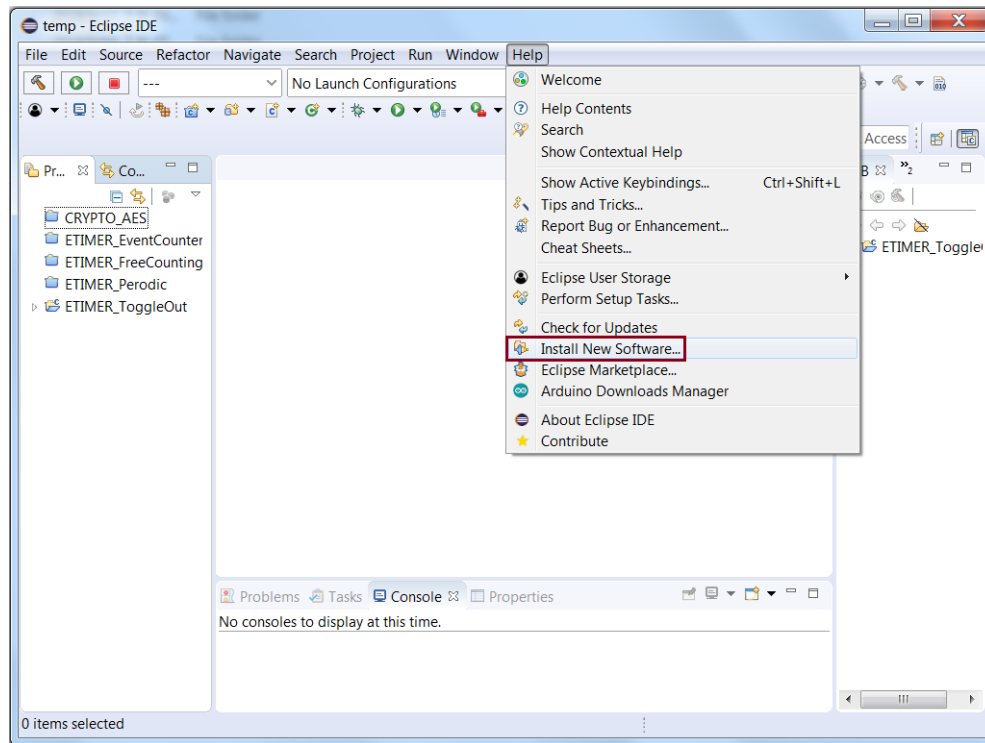 temp - Eclipse IDE
File Edit Source Refactor Navigate Search Project Run Window Help
--- No Launch Configurations
Access
Pr... Co...
CRYPTO_AES
ETIMER_EventCounter
ETIMER_FreeCounting
ETIMER_Perodic
ETIMER_ToggleOut
Welcome
Help Contents
Search
Show Contextual Help
Show Active Keybindings... Ctrl+Shift+L
Tips and Tricks...
Report Bug or Enhancement...
Cheat Sheets...
Eclipse User Storage
Perform Setup Tasks...
Check for Updates
Install New Software...
Eclipse Marketplace...
Arduino Downloads Manager
About Eclipse IDE
Contribute
B »2
ETIMER_Toggle
Problems Tasks Console Properties
No consoles to display at this time.
0 items selected